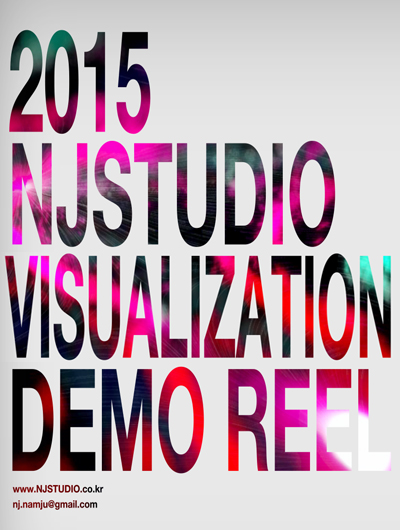 2015
NJSTUDIO
VISUALIZATION
DEMO REEL
www.NJSTUDIO.co.kr
nj.namju@gmail.com